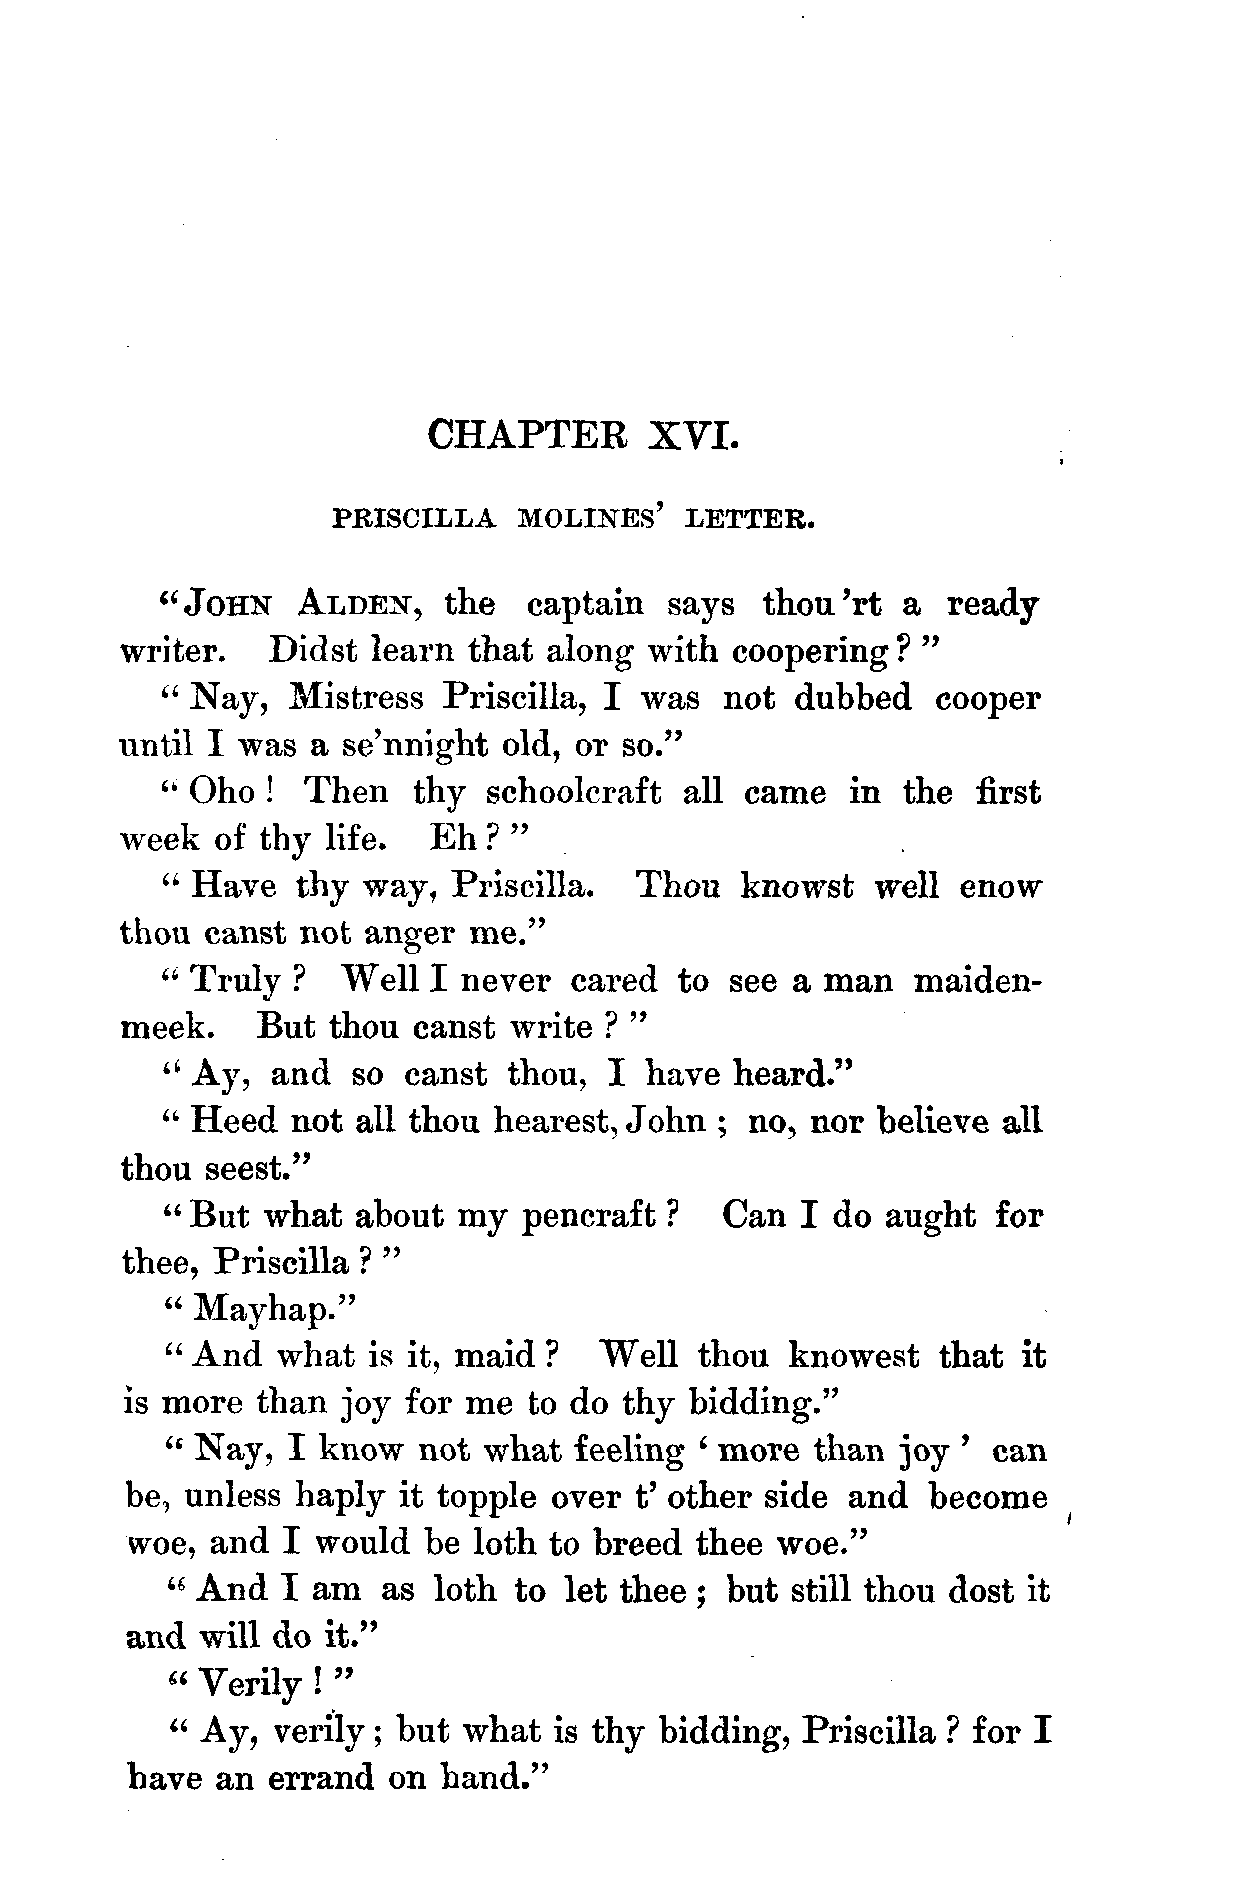 CHAPTER XVI.
PRISCILLA MOLINES' LETTER.
"JOHN ALDEN, the captain says thou 'rt a ready
writer. Didst learn that along with coopering?"
"Nay, Mistress Priscilla, I was not dubbed cooper
until I was a se'nnight old, or so."
"Oho! Then thy schoolcraft all came in the first
week of thy life. Eh?"
"Have thy way, Priscilla. Thou knowst well enow
thou canst not anger me."
"Truly? Well I never cared to see a man maiden-
meek. But thou canst write?"
"Ay, and so canst thou, I have heard."
"Heed not all thou hearest, John; no, nor believe all
thou seest."
"But what about my pencraft? Can I do aught for
thee, Priscilla?"
"Mayhap."
"And what is it, maid? Well thou knowest that it
is more than joy for me to do thy bidding."
"Nay, I know not what feeling 'more than joy' can
be, unless haply it topple over t' other side and become
woe, and I would be loth to breed thee woe."
"And I am as loth to let thee; but still thou dost it
and will do it."
"Verily!"
"Ay, verily; but what is thy bidding, Priscilla? for I
have an errand on hand."